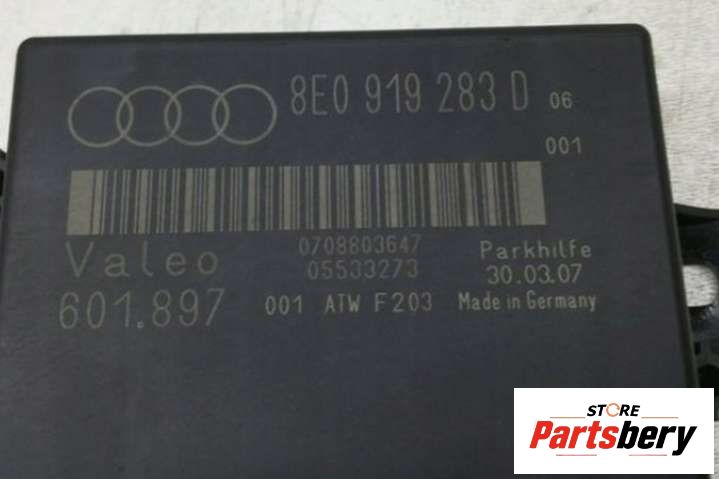 8E0 919 283 D 06
001
Valeo
0708803647
05533273
Parkhilfe
30.03.07
601.897
001 ATW F203
Made in Germany
STORE
Partsbery